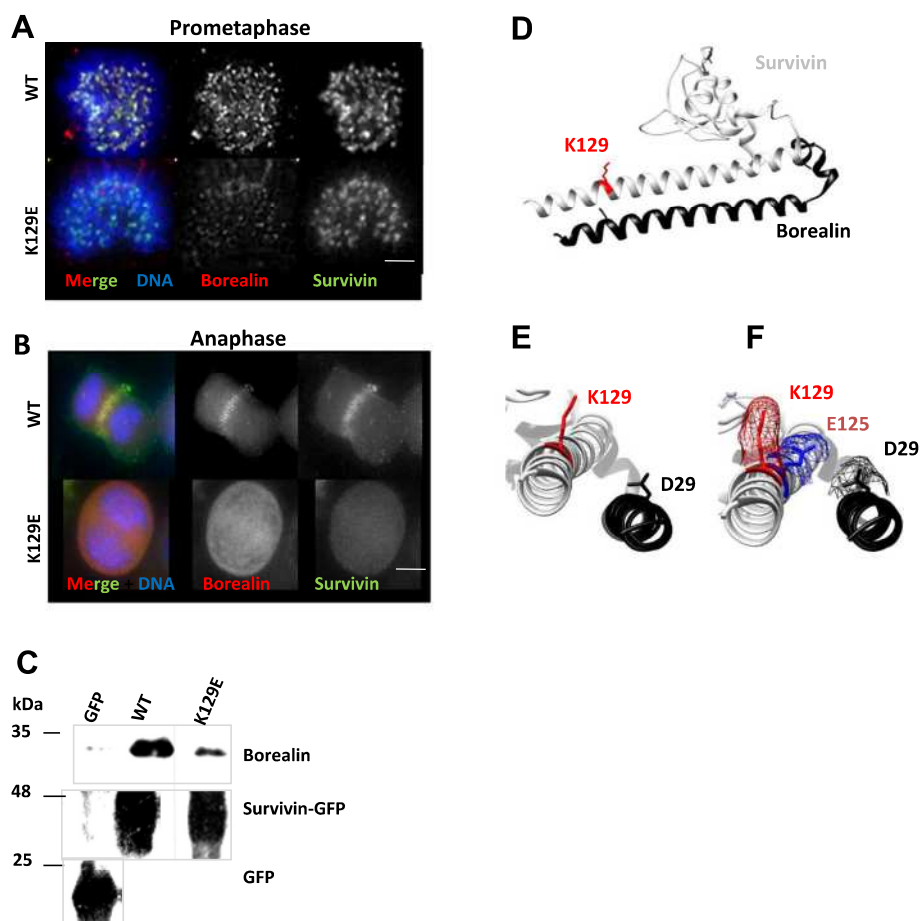 A
Prometaphase
WT
K129E
Merge DNA Borealin Survivin
B
Anaphase
WT
K129E
Merge + DNA Borealin Survivin
C
kDa
GFP WT K129E
35
Borealin
48
Survivin-GFP
25
GFP
D
Survivin
K129
Borealin
E
K129
D29
F
K129
E125
D29